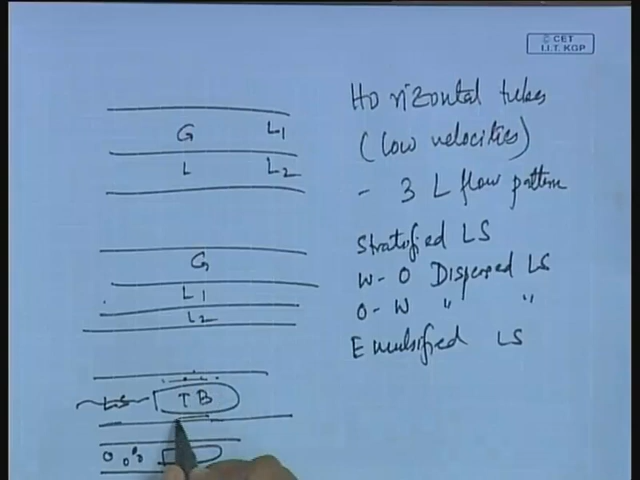 © CET
I.I.T. KGP
Horizontal tubes
(low velocities)
- 3 L flow pattern
Stratified LS
W-O Dispersed LS
O-W " "
Emulsified LS
G L1
L L2
G
L1
L2
LS TB